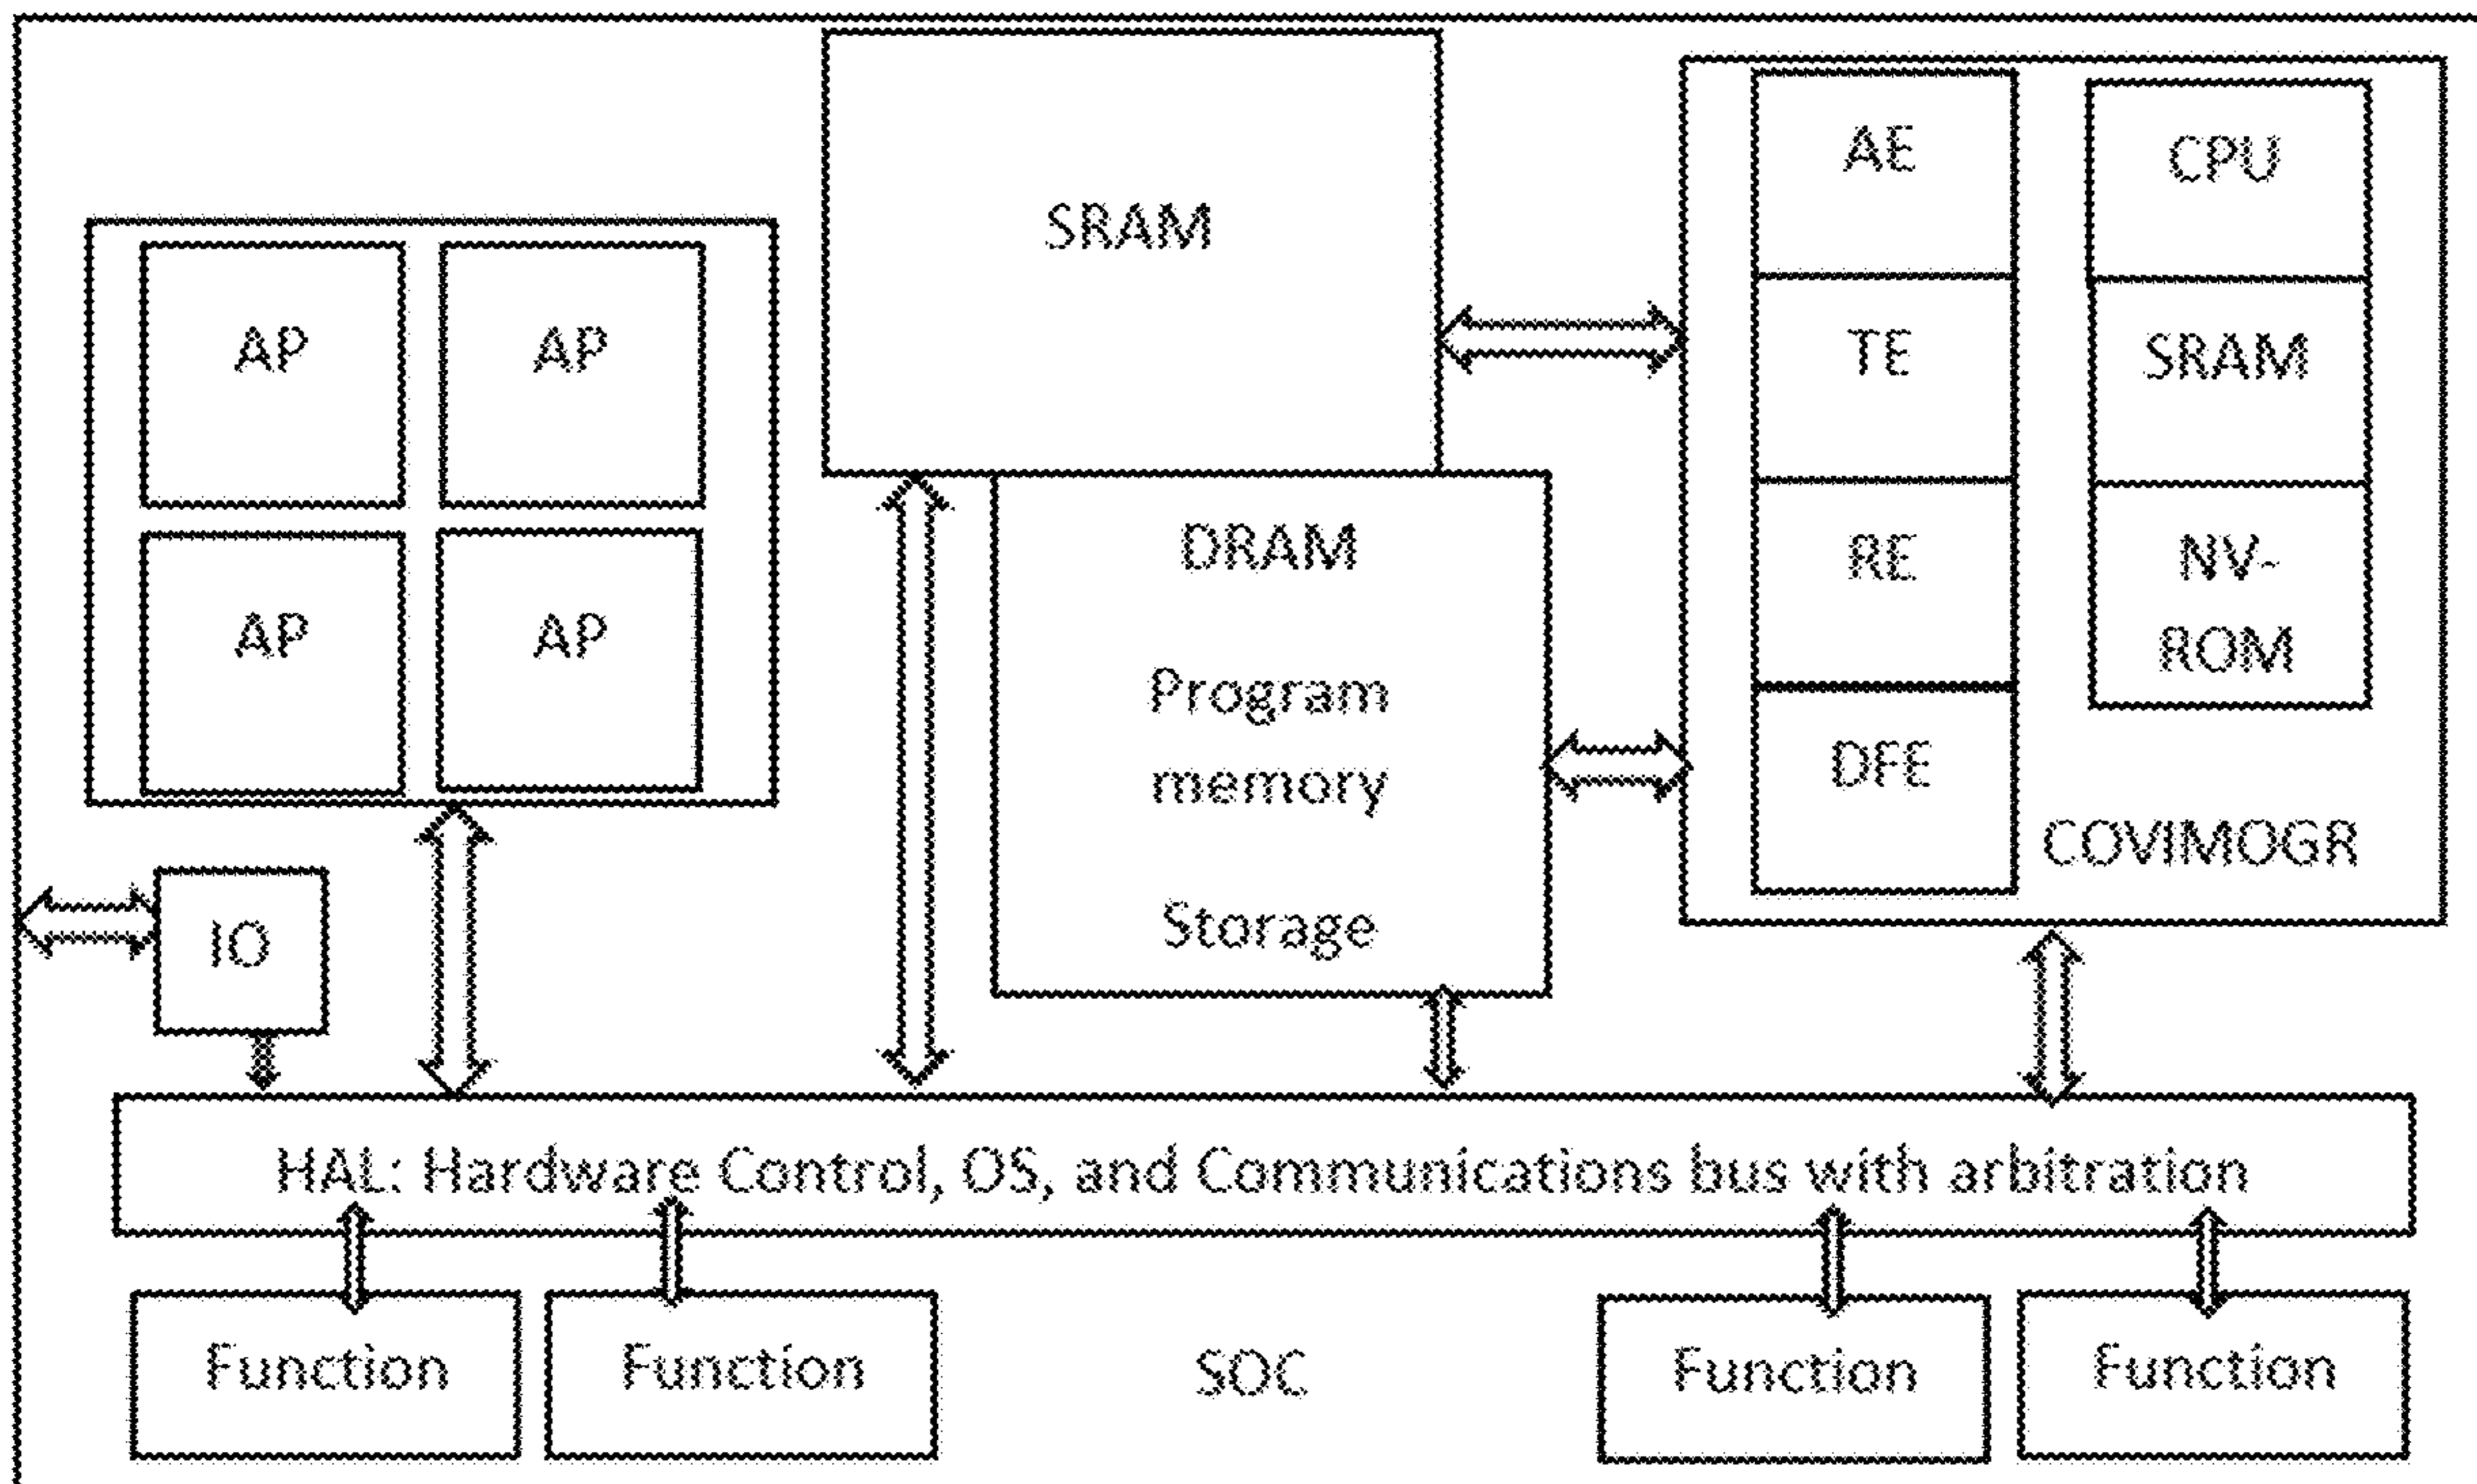 SRAM
AP
AP
AP
AP
IO
DRAM
Program
memory
Storage
AE
TE
RE
DFE
CPU
SRAM
NV-
ROM
COVIMOGR
HAL: Hardware Control, OS, and Communications bus with arbitration
Function
Function
SOC
Function
Function